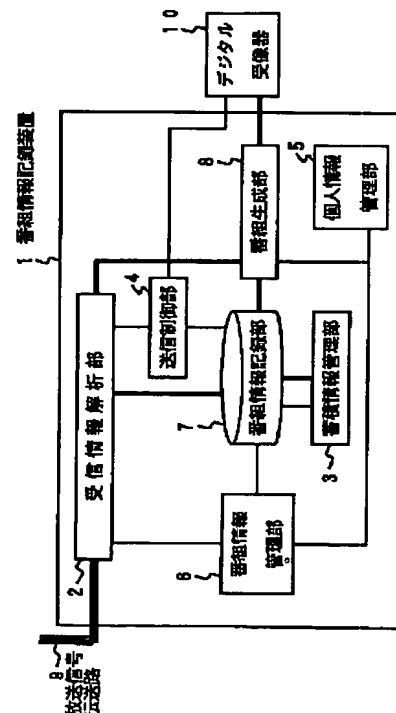 1 番組情報記録装置
9
放送信号
伝送路
2
受信情報解析部
4
送信制御部
10
デジタル
受像器
8
番組生成部
7
番組情報記録部
5
個人情報
管理部
6
番組情報
管理部
3
蓄積情報管理部